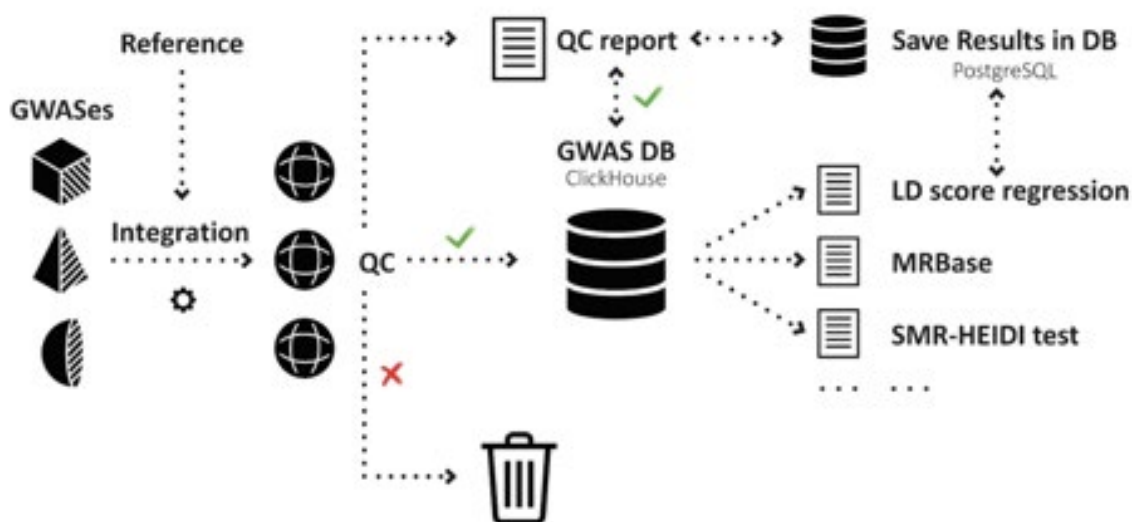 Reference
QC report
Save Results in DB
PostgreSQL
GWASes
GWAS DB
ClickHouse
LD score regression
Integration
QC
MRBase
SMR-HEIDI test
... ...